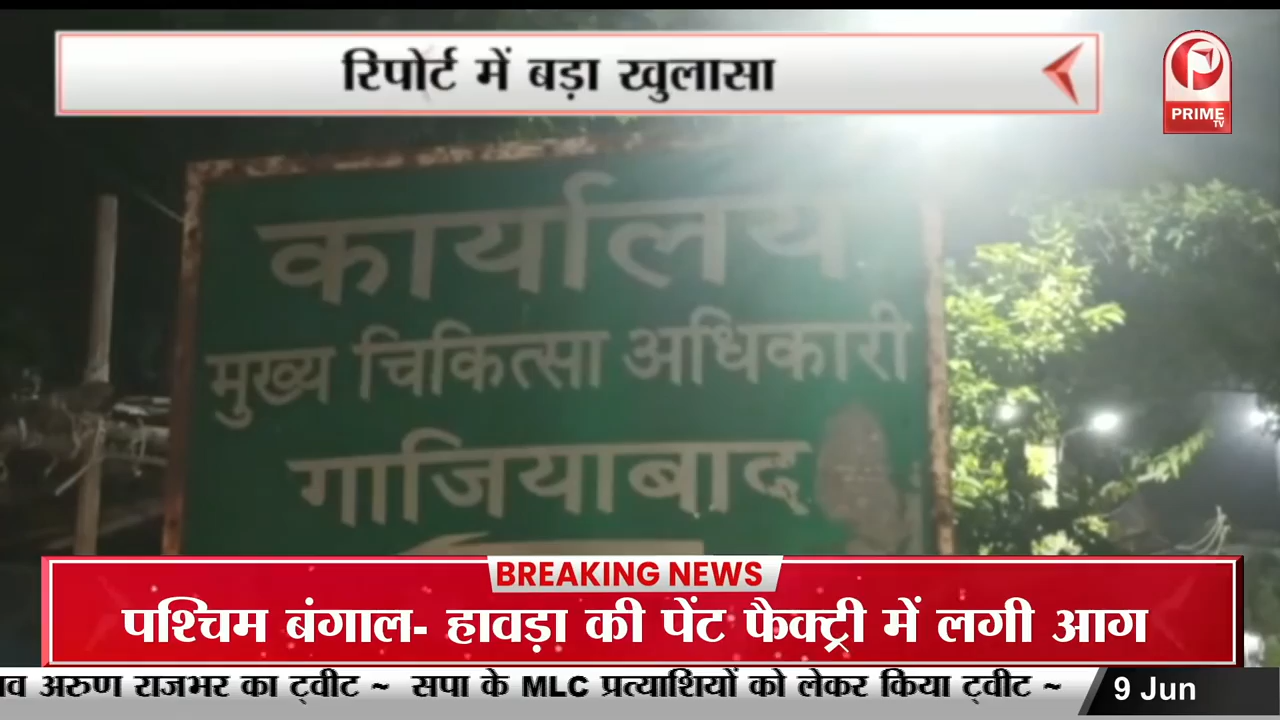 रिपोर्ट में बड़ा खुलासा
PRIME
TV
कार्यालय
मुख्य चिकित्सा अधिकारी
गाजियाबाद
BREAKING NEWS
पश्चिम बंगाल- हावड़ा की पेंट फैक्ट्री में लगी आग
अरुण राजभर का ट्वीट ~ सपा के MLC प्रत्याशियों को लेकर किया ट्वीट ~
9 Jun